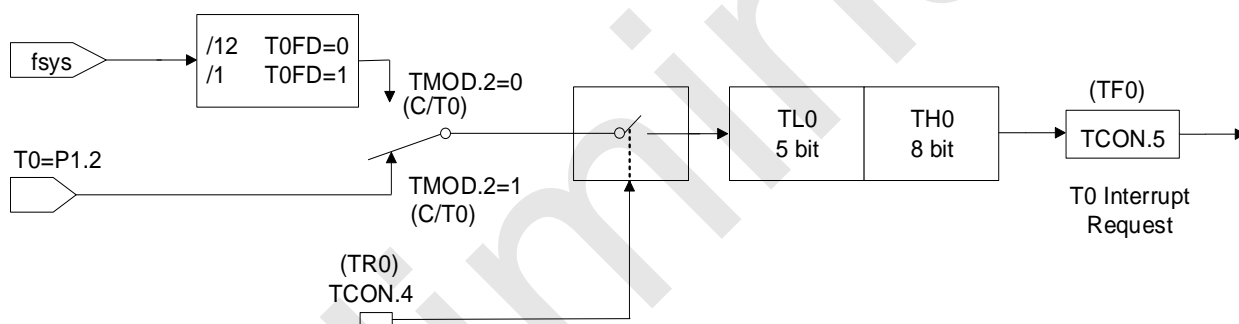 fsys
/12 T0FD=0
/1 T0FD=1
TMOD.2=0
(C/T0)
T0=P1.2
TMOD.2=1
(C/T0)
(TR0)
TCON.4
TL0
5 bit
TH0
8 bit
(TF0)
TCON.5
T0 Interrupt
Request